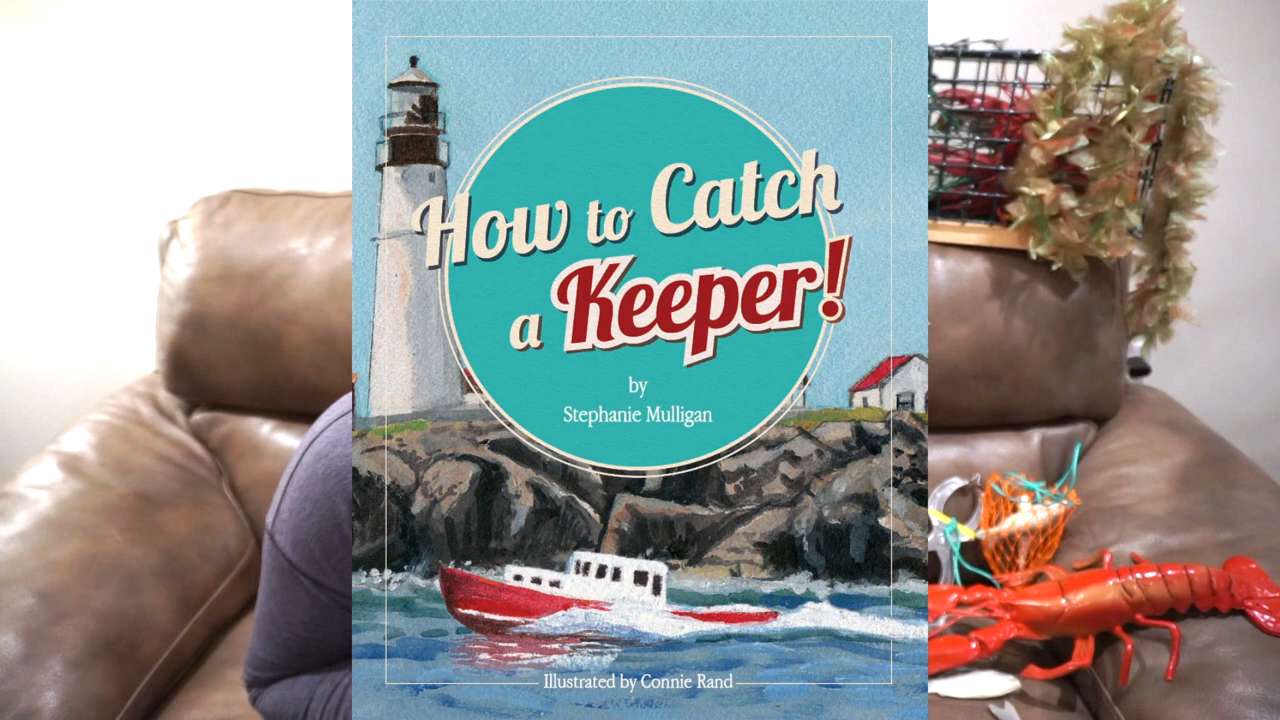 How to Catch
a Keeper!
by
Stephanie Mulligan
Illustrated by Connie Rand